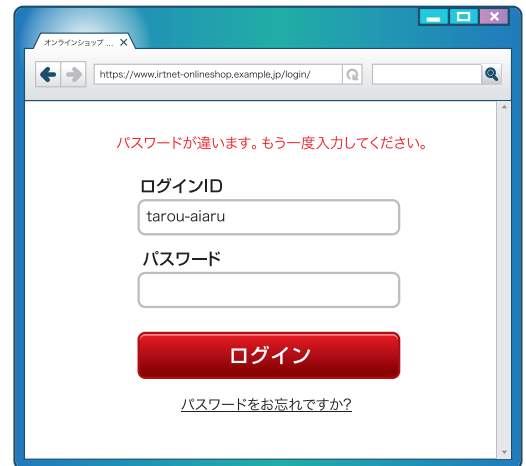 オンラインショップ ...
https://www.irtnet-onlineshop.example.jp/login/
パスワードが違います。もう一度入力してください。
ログインID
tarou-aiaru
パスワード
ログイン
パスワードをお忘れですか?